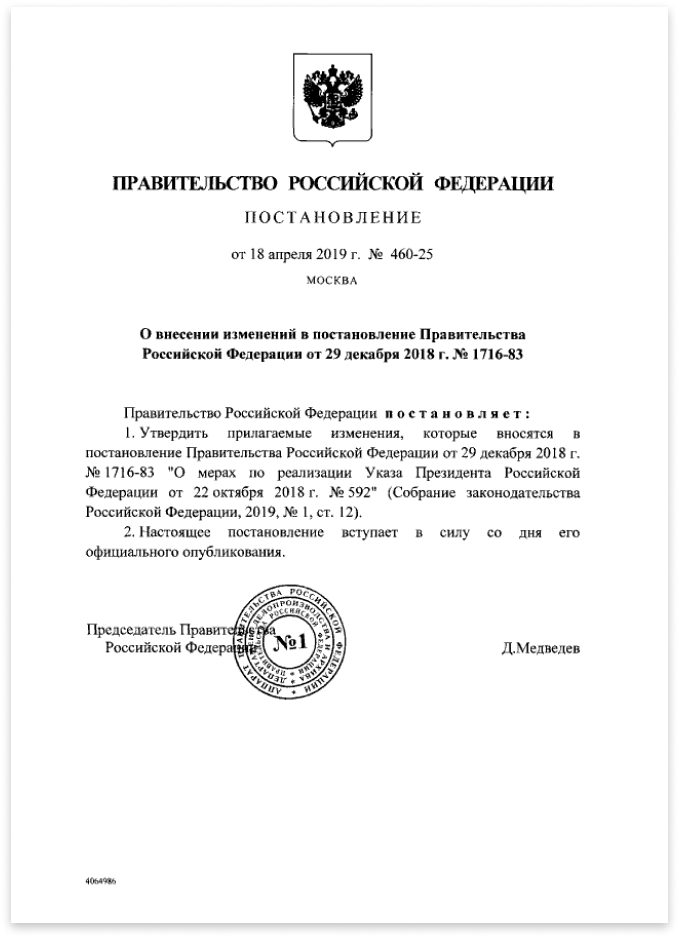 ПРАВИТЕЛЬСТВО РОССИЙСКОЙ ФЕДЕРАЦИИ
ПОСТАНОВЛЕНИЕ
от 18 апреля 2019 г. № 460-25
МОСКВА
О внесении изменений в постановление Правительства
Российской Федерации от 29 декабря 2018 г. № 1716-83
Правительство Российской Федерации постановляет:
1. Утвердить прилагаемые изменения, которые вносятся в
постановление Правительства Российской Федерации от 29 декабря 2018 г.
№ 1716-83 "О мерах по реализации Указа Президента Российской
Федерации от 22 октября 2018 г. № 592" (Собрание законодательства
Российской Федерации, 2019, № 1, ст. 12).
2. Настоящее постановление вступает в силу со дня его
официального опубликования.
Председатель Правительства
Российской Федерации
Д.Медведев
АППАРАТ ПРАВИТЕЛЬСТВА РОССИЙСКОЙ ФЕДЕРАЦИИ
ДЕПАРТАМЕНТ ДЕЛОПРОИЗВОДСТВА И АРХИВА
ПРАВИТЕЛЬСТВА РОССИЙСКОЙ ФЕДЕРАЦИИ
№1
4064986